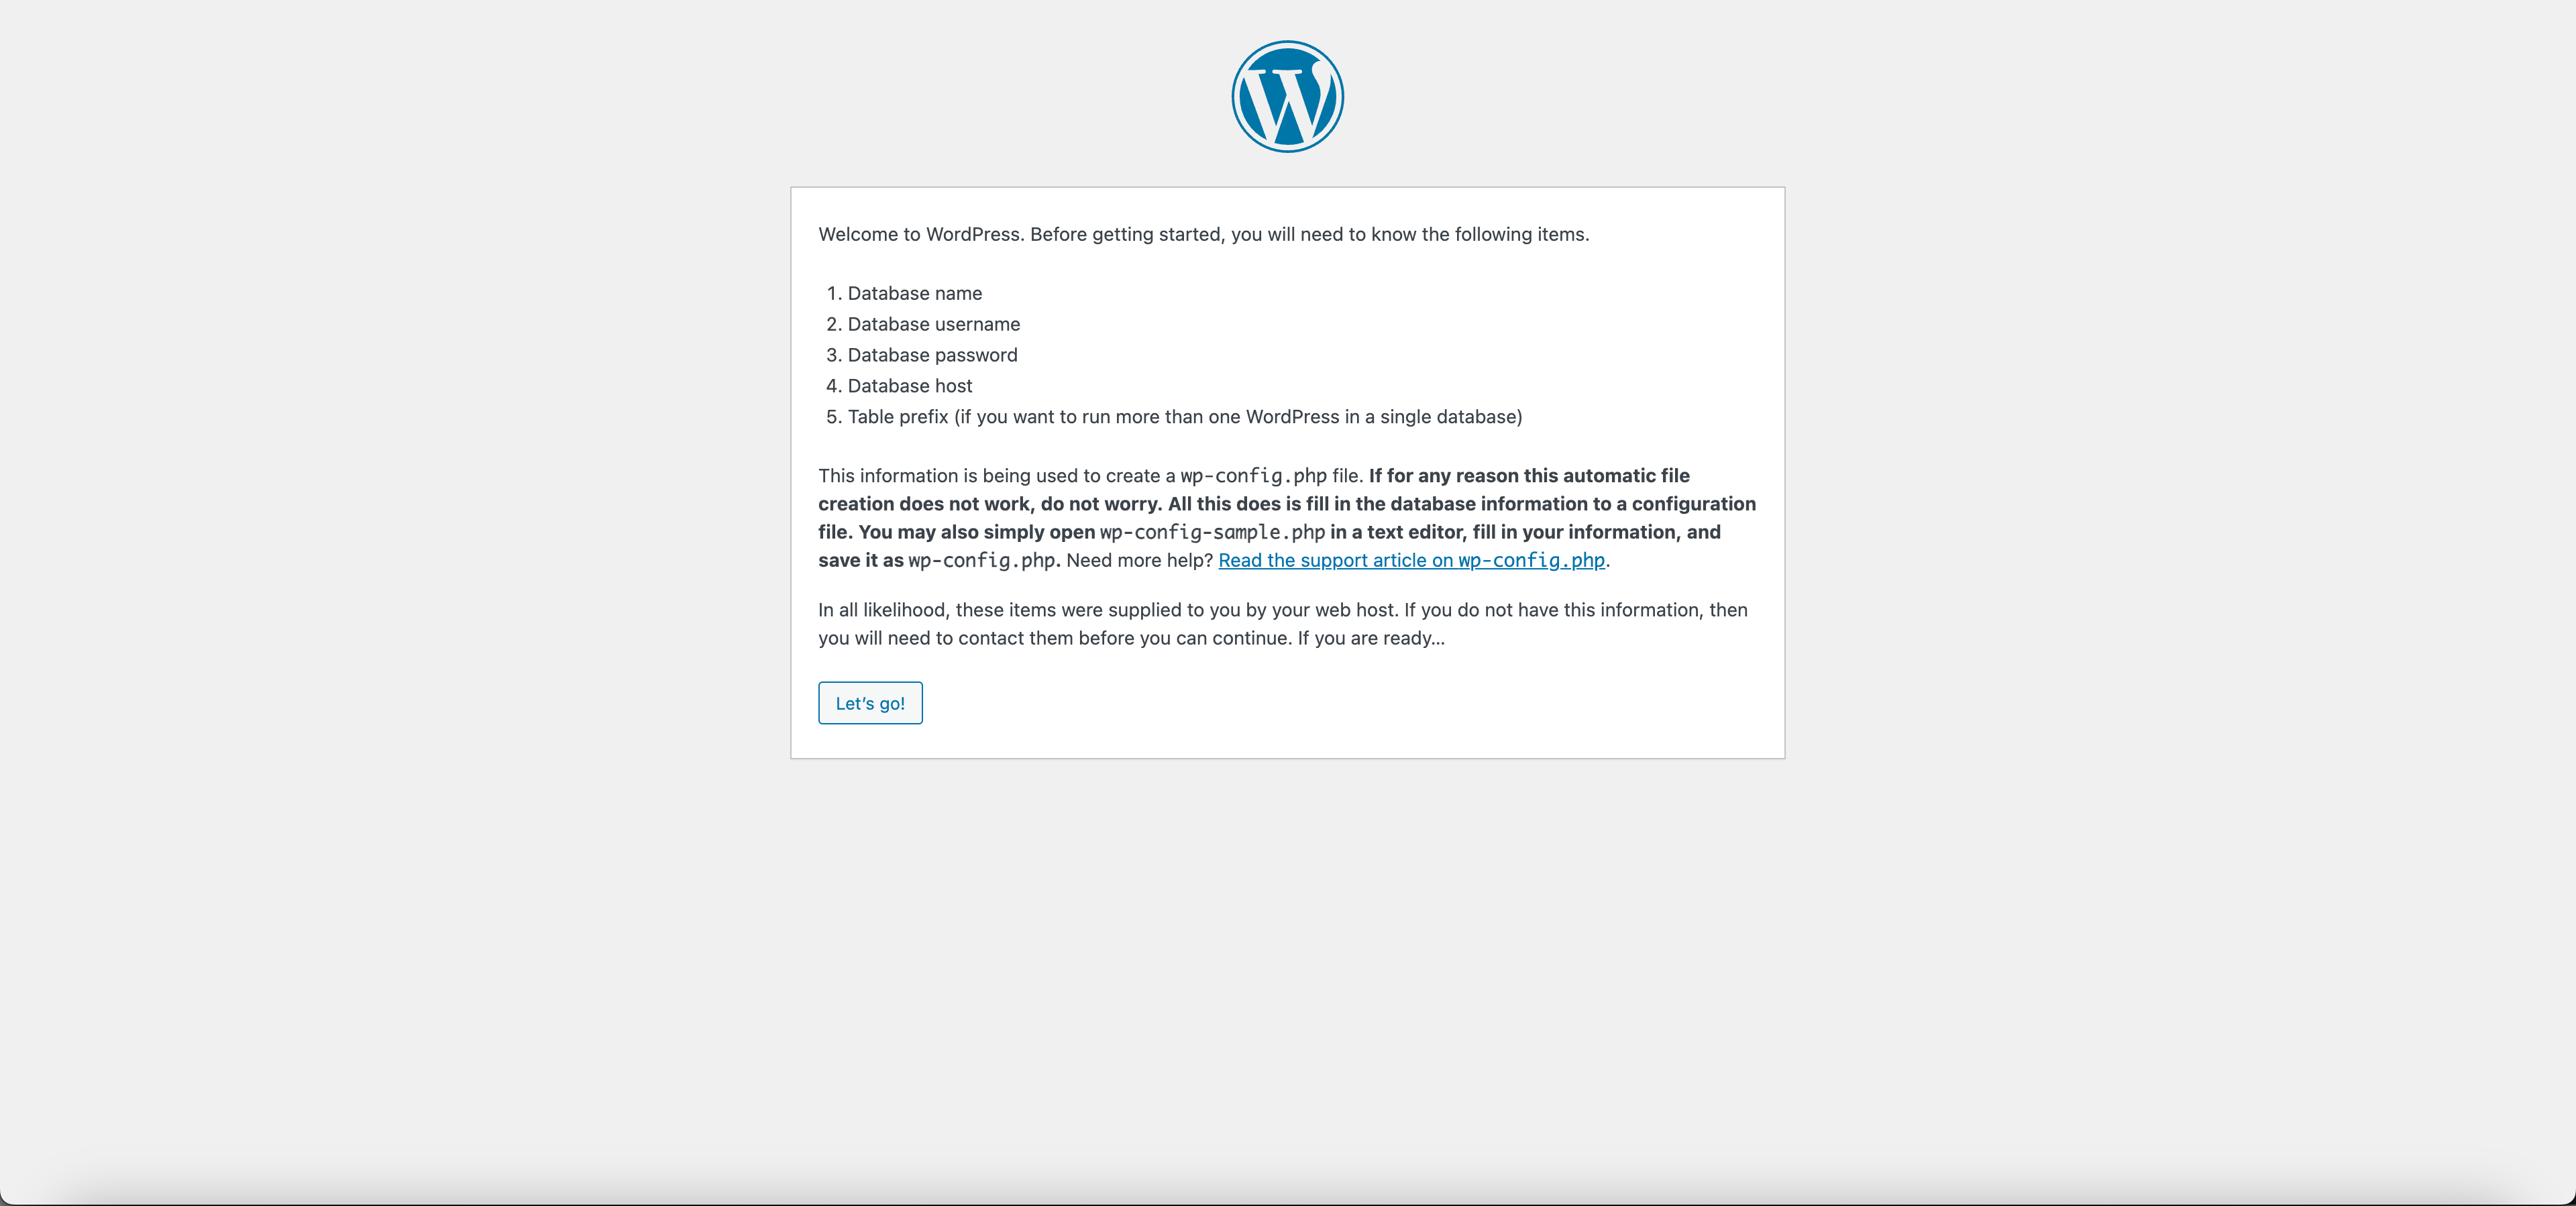 Welcome to WordPress. Before getting started, you will need to know the following items.
1. Database name
2. Database username
3. Database password
4. Database host
5. Table prefix (if you want to run more than one WordPress in a single database)
This information is being used to create a wp-config.php file. If for any reason this automatic file
creation does not work, do not worry. All this does is fill in the database information to a configuration
file. You may also simply open wp-config-sample.php in a text editor, fill in your information, and
save it as wp-config.php. Need more help? Read the support article on wp-config.php.
In all likelihood, these items were supplied to you by your web host. If you do not have this information, then
you will need to contact them before you can continue. If you are ready…
Let’s go!